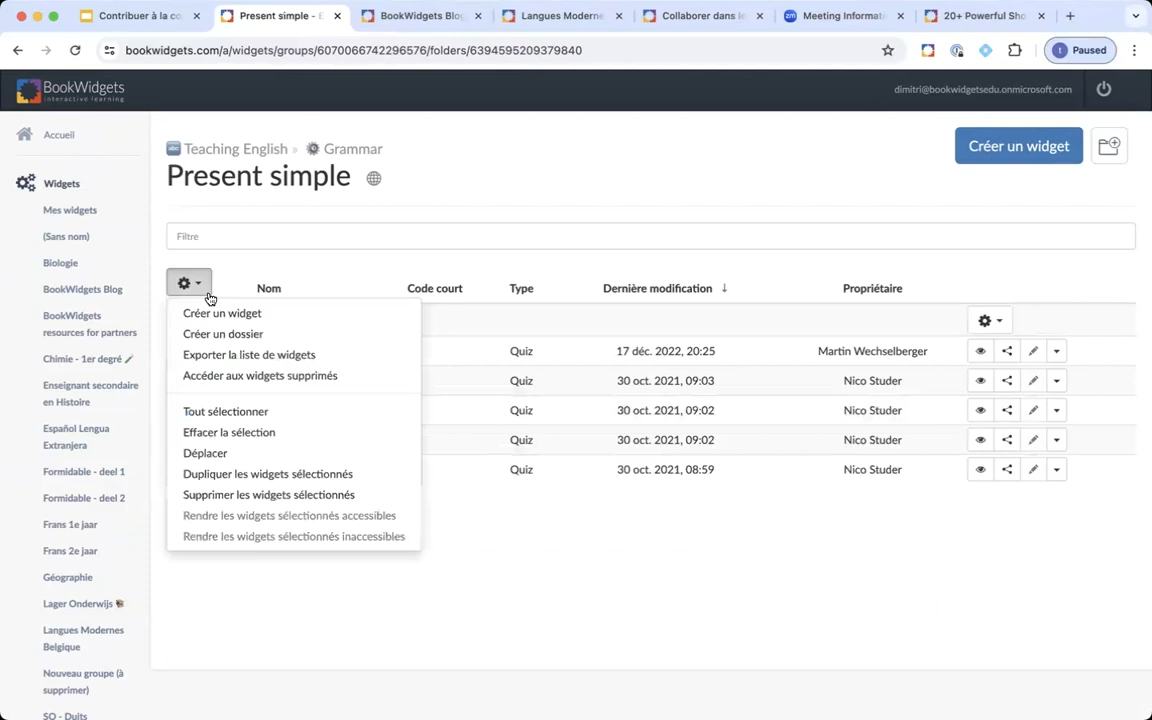 Contribuer à la co
Present simple - E
BookWidgets Blog
Langues Moderne
Collaborer dans le
Meeting Informat
20+ Powerful Sho
bookwidgets.com/a/widgets/groups/6070066742296576/folders/6394595209379840
t
Paused
BookWidgets
interactive learning
dimitri@bookwidgetsedu.onmicrosoft.com
Accueil
Widgets
Mes widgets
(Sans nom)
Biologie
BookWidgets Blog
BookWidgets
resources for partners
Chimie - 1er degré
Enseignant secondaire
en Histoire
Español Lengua
Extranjera
Formidable - deel 1
Formidable - deel 2
Frans 1e jaar
Frans 2e jaar
Géographie
Lager Onderwijs
Langues Modernes
Belgique
Nouveau groupe (à
supprimer)
SO - Duits
abc Teaching English » Grammar
Present simple
Créer un widget
Filtre
Nom Code court Type Dernière modification ↓ Propriétaire
Créer un widget
Créer un dossier
Exporter la liste de widgets
Accéder aux widgets supprimés
Tout sélectionner
Effacer la sélection
Déplacer
Dupliquer les widgets sélectionnés
Supprimer les widgets sélectionnés
Rendre les widgets sélectionnés accessibles
Rendre les widgets sélectionnés inaccessibles
Quiz 17 déc. 2022, 20:25 Martin Wechselberger
Quiz 30 oct. 2021, 09:03 Nico Studer
Quiz 30 oct. 2021, 09:02 Nico Studer
Quiz 30 oct. 2021, 09:02 Nico Studer
Quiz 30 oct. 2021, 08:59 Nico Studer